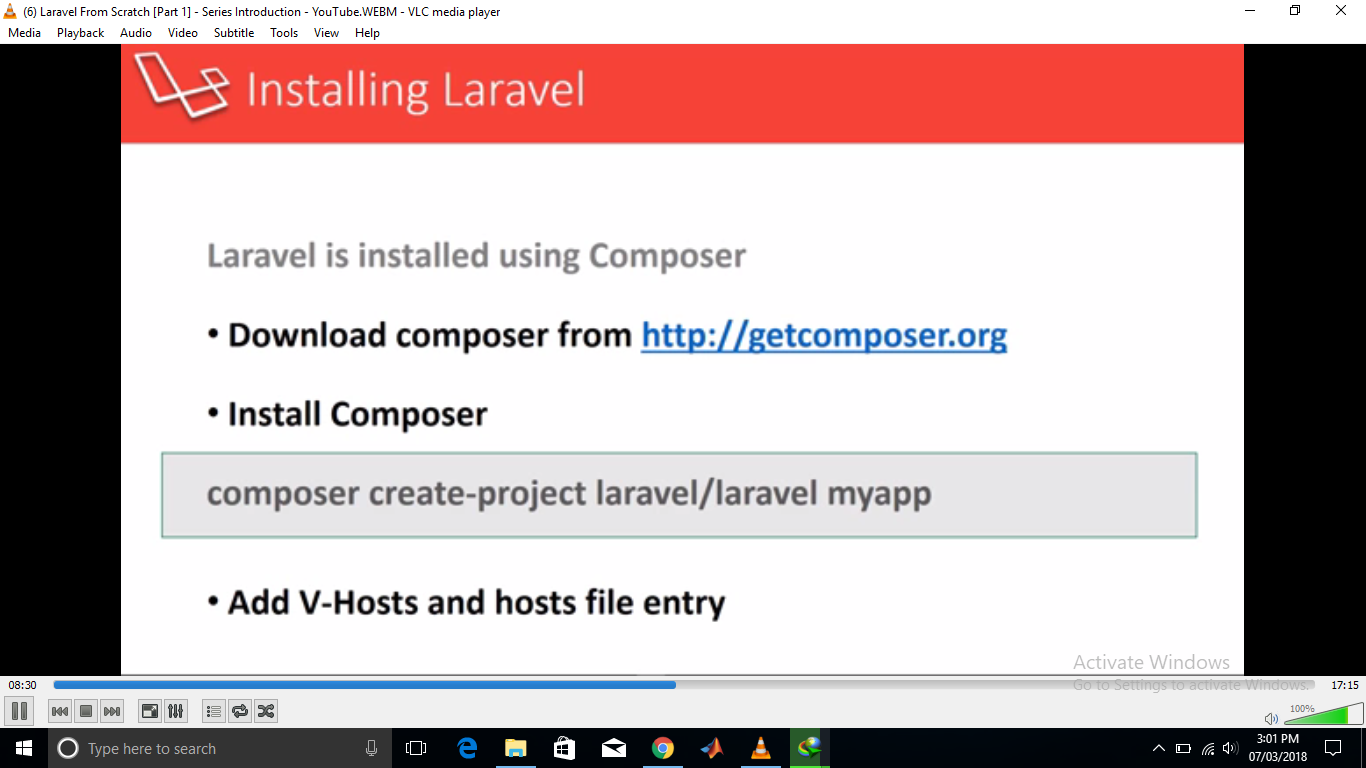 (6) Laravel From Scratch [Part 1] - Series Introduction - YouTube.WEBM - VLC media player
Media Playback Audio Video Subtitle Tools View Help
Installing Laravel
Laravel is installed using Composer
• Download composer from http://getcomposer.org
• Install Composer
composer create-project laravel/laravel myapp
• Add V-Hosts and hosts file entry
Activate Windows
Go to Settings to activate Windows.
08:30
17:15
100%
Type here to search
3:01 PM
07/03/2018